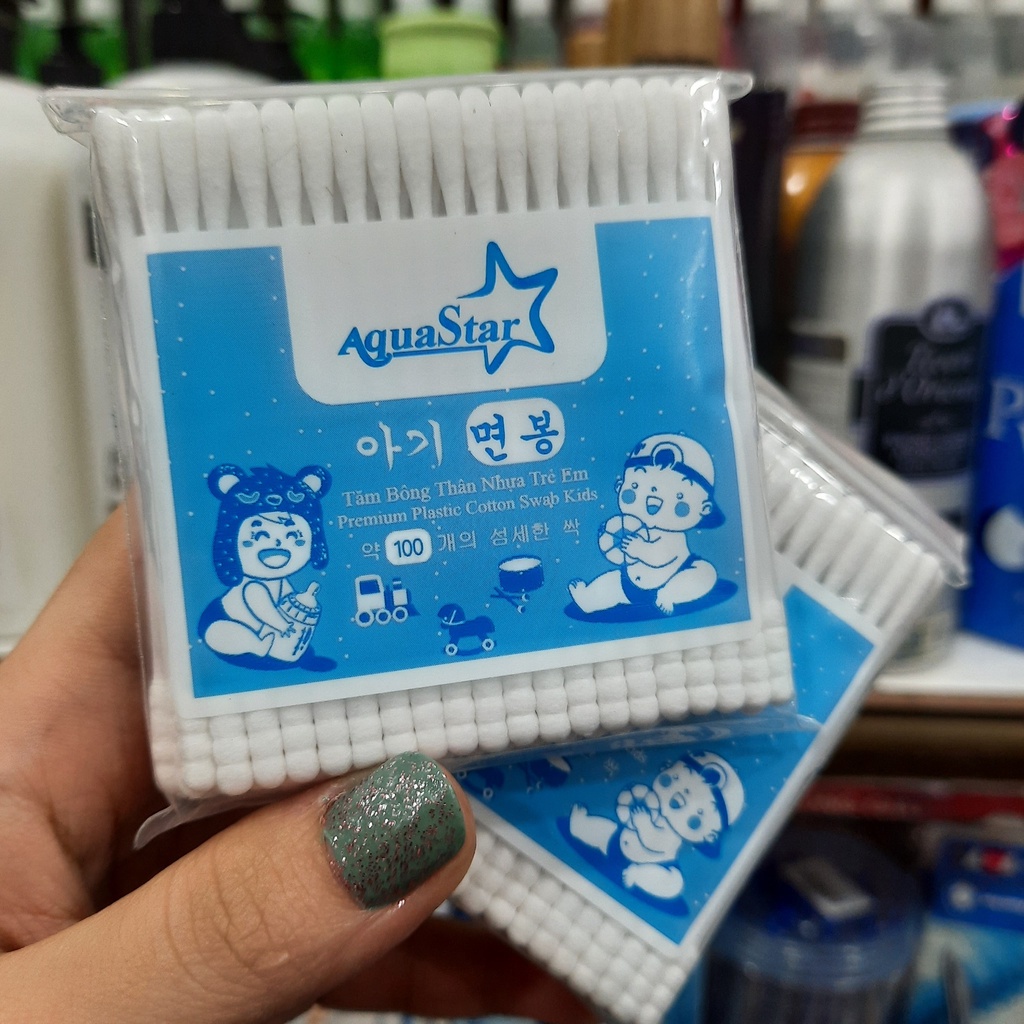 AquaStar
아기 면봉
Tăm Bông Thân Nhựa Trẻ Em
Premium Plastic Cotton Swab Kids
약 100 개의 섬세한 싹